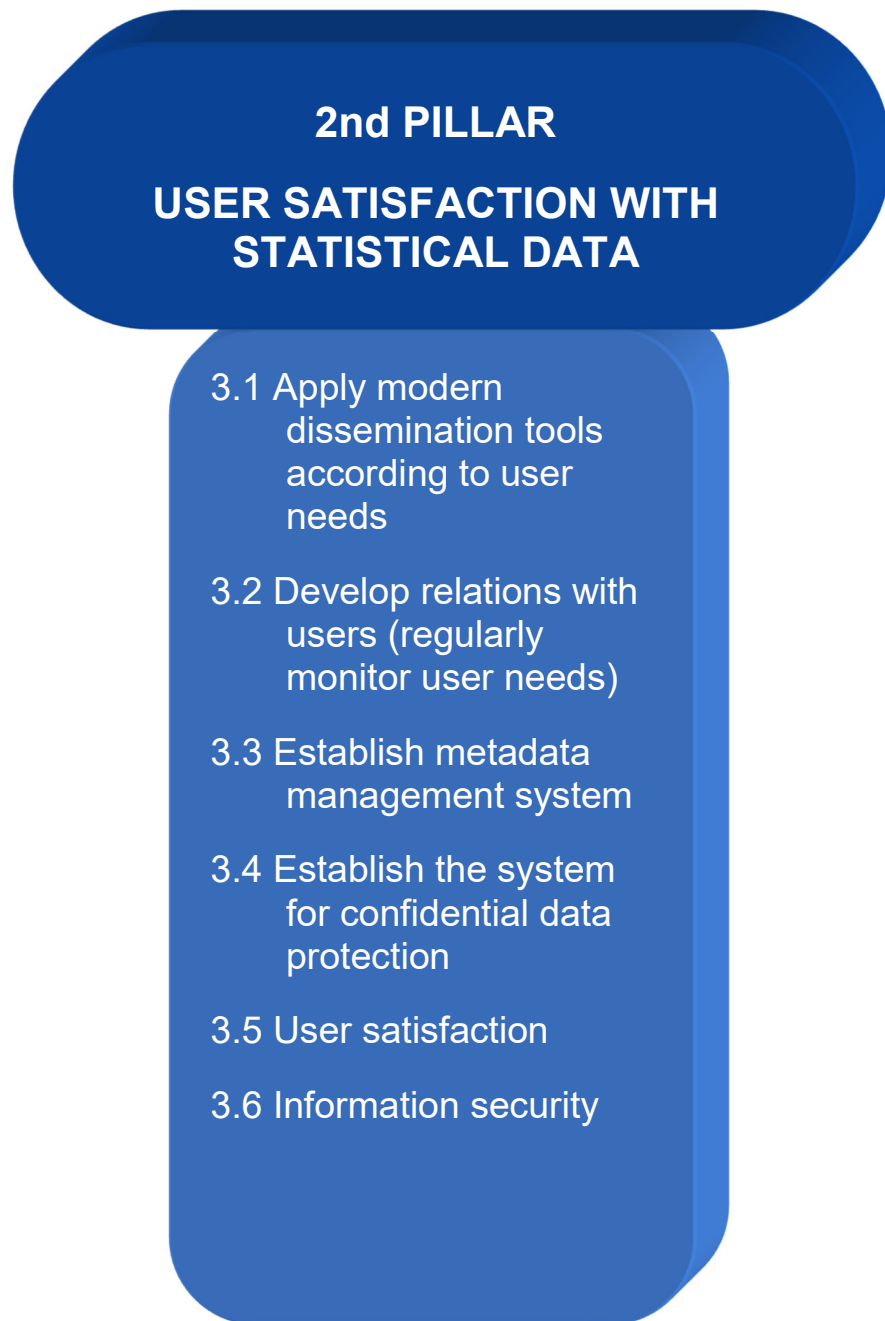 2nd PILLAR
USER SATISFACTION WITH
STATISTICAL DATA
3.1 Apply modern
dissemination tools
according to user
needs
3.2 Develop relations with
users (regularly
monitor user needs)
3.3 Establish metadata
management system
3.4 Establish the system
for confidential data
protection
3.5 User satisfaction
3.6 Information security